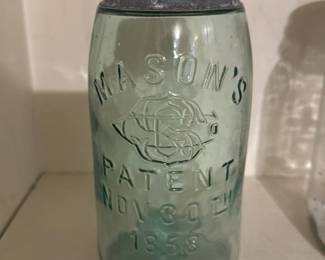 MASON'S
PATENT
NOV 30TH
1858